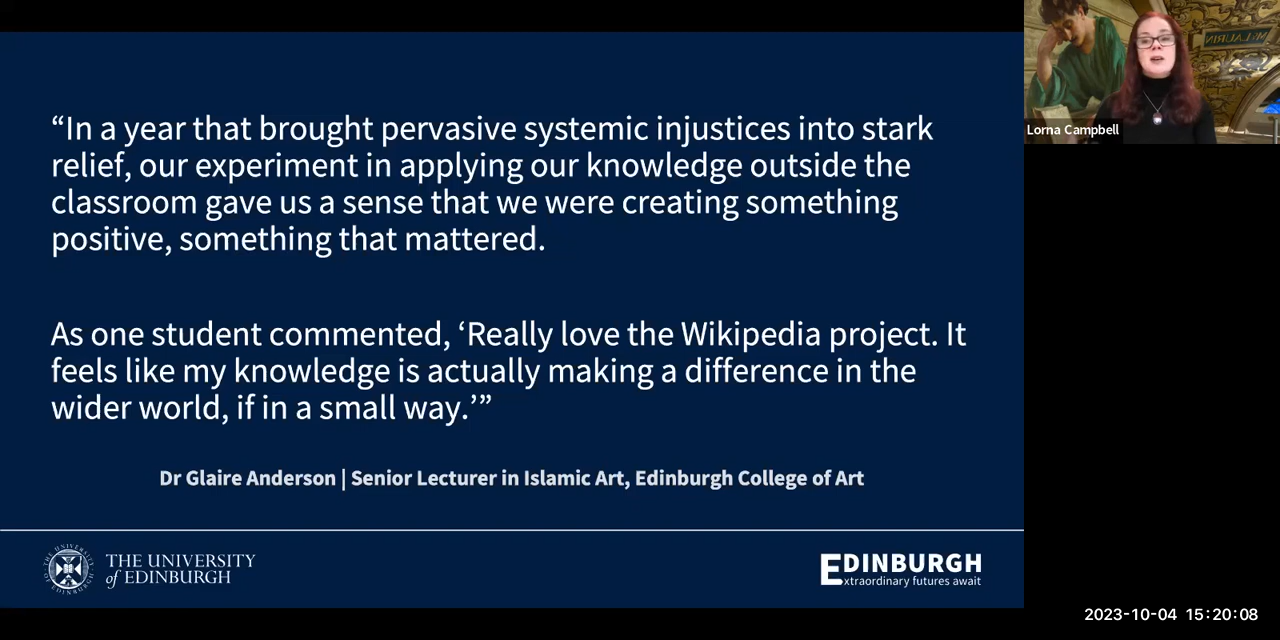 “In a year that brought pervasive systemic injustices into stark
relief, our experiment in applying our knowledge outside the
classroom gave us a sense that we were creating something
positive, something that mattered.
As one student commented, ‘Really love the Wikipedia project. It
feels like my knowledge is actually making a difference in the
wider world, if in a small way.’”
Dr Glaire Anderson | Senior Lecturer in Islamic Art, Edinburgh College of Art
THE UNIVERSITY
of EDINBURGH
EDINBURGH
xtraordinary futures await
Lorna Campbell
2023-10-04 15:20:08